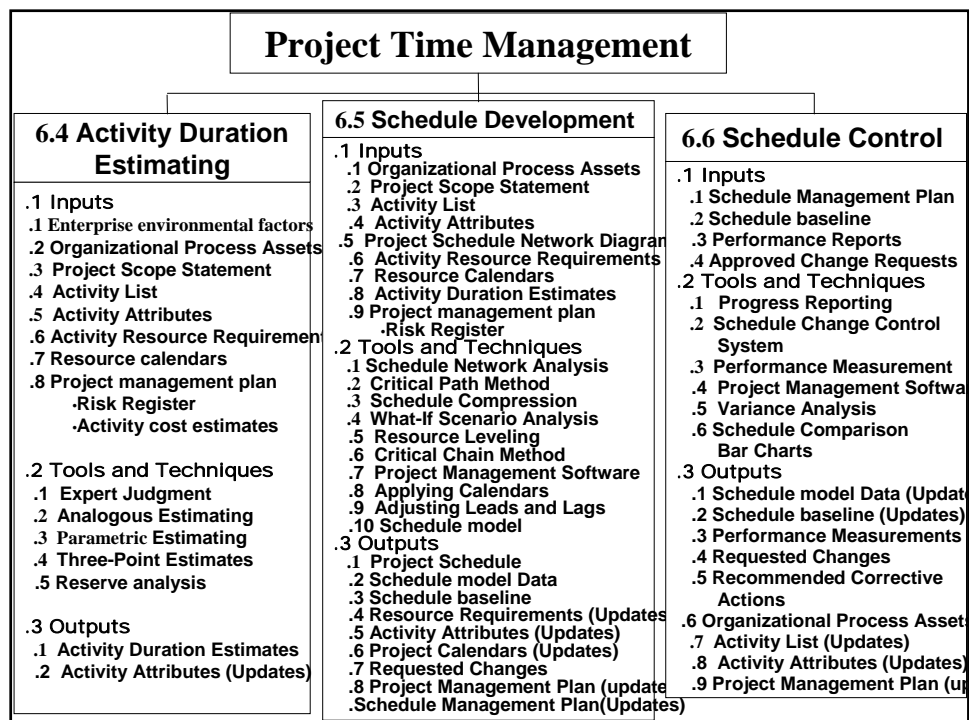 Project Time Management
6.4 Activity Duration
Estimating
.1 Inputs
.1 Enterprise environmental factors
.2 Organizational Process Assets
.3 Project Scope Statement
.4 Activity List
.5 Activity Attributes
.6 Activity Resource Requirement
.7 Resource calendars
.8 Project management plan
·Risk Register
·Activity cost estimates
.2 Tools and Techniques
.1 Expert Judgment
.2 Analogous Estimating
.3 Parametric Estimating
.4 Three-Point Estimates
.5 Reserve analysis
.3 Outputs
.1 Activity Duration Estimates
.2 Activity Attributes (Updates)
6.5 Schedule Development
.1 Inputs
.1 Organizational Process Assets
.2 Project Scope Statement
.3 Activity List
.4 Activity Attributes
.5 Project Schedule Network Diagram
.6 Activity Resource Requirements
.7 Resource Calendars
.8 Activity Duration Estimates
.9 Project management plan
·Risk Register
.2 Tools and Techniques
.1 Schedule Network Analysis
.2 Critical Path Method
.3 Schedule Compression
.4 What-If Scenario Analysis
.5 Resource Leveling
.6 Critical Chain Method
.7 Project Management Software
.8 Applying Calendars
.9 Adjusting Leads and Lags
.10 Schedule model
.3 Outputs
.1 Project Schedule
.2 Schedule model Data
.3 Schedule baseline
.4 Resource Requirements (Updates
.5 Activity Attributes (Updates)
.6 Project Calendars (Updates)
.7 Requested Changes
.8 Project Management Plan (update
.Schedule Management Plan(Updates)
6.6 Schedule Control
.1 Inputs
.1 Schedule Management Plan
.2 Schedule baseline
.3 Performance Reports
.4 Approved Change Requests
.2 Tools and Techniques
.1 Progress Reporting
.2 Schedule Change Control
System
.3 Performance Measurement
.4 Project Management Softwa
.5 Variance Analysis
.6 Schedule Comparison
Bar Charts
.3 Outputs
.1 Schedule model Data (Update
.2 Schedule baseline (Updates)
.3 Performance Measurements
.4 Requested Changes
.5 Recommended Corrective
Actions
.6 Organizational Process Assets
.7 Activity List (Updates)
.8 Activity Attributes (Updates)
.9 Project Management Plan (up